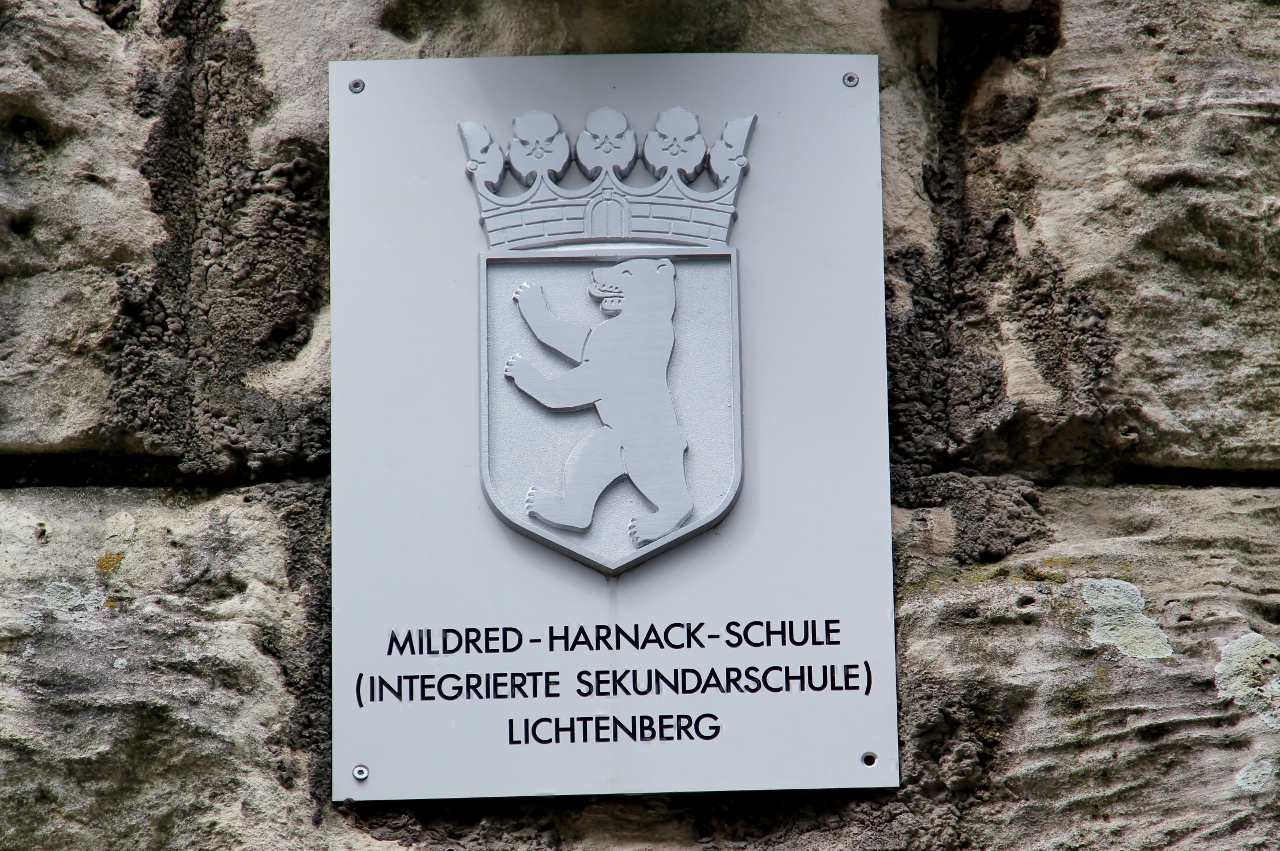 MILDRED-HARNACK-SCHULE
(INTEGRIERTE SEKUNDARSCHULE)
LICHTENBERG